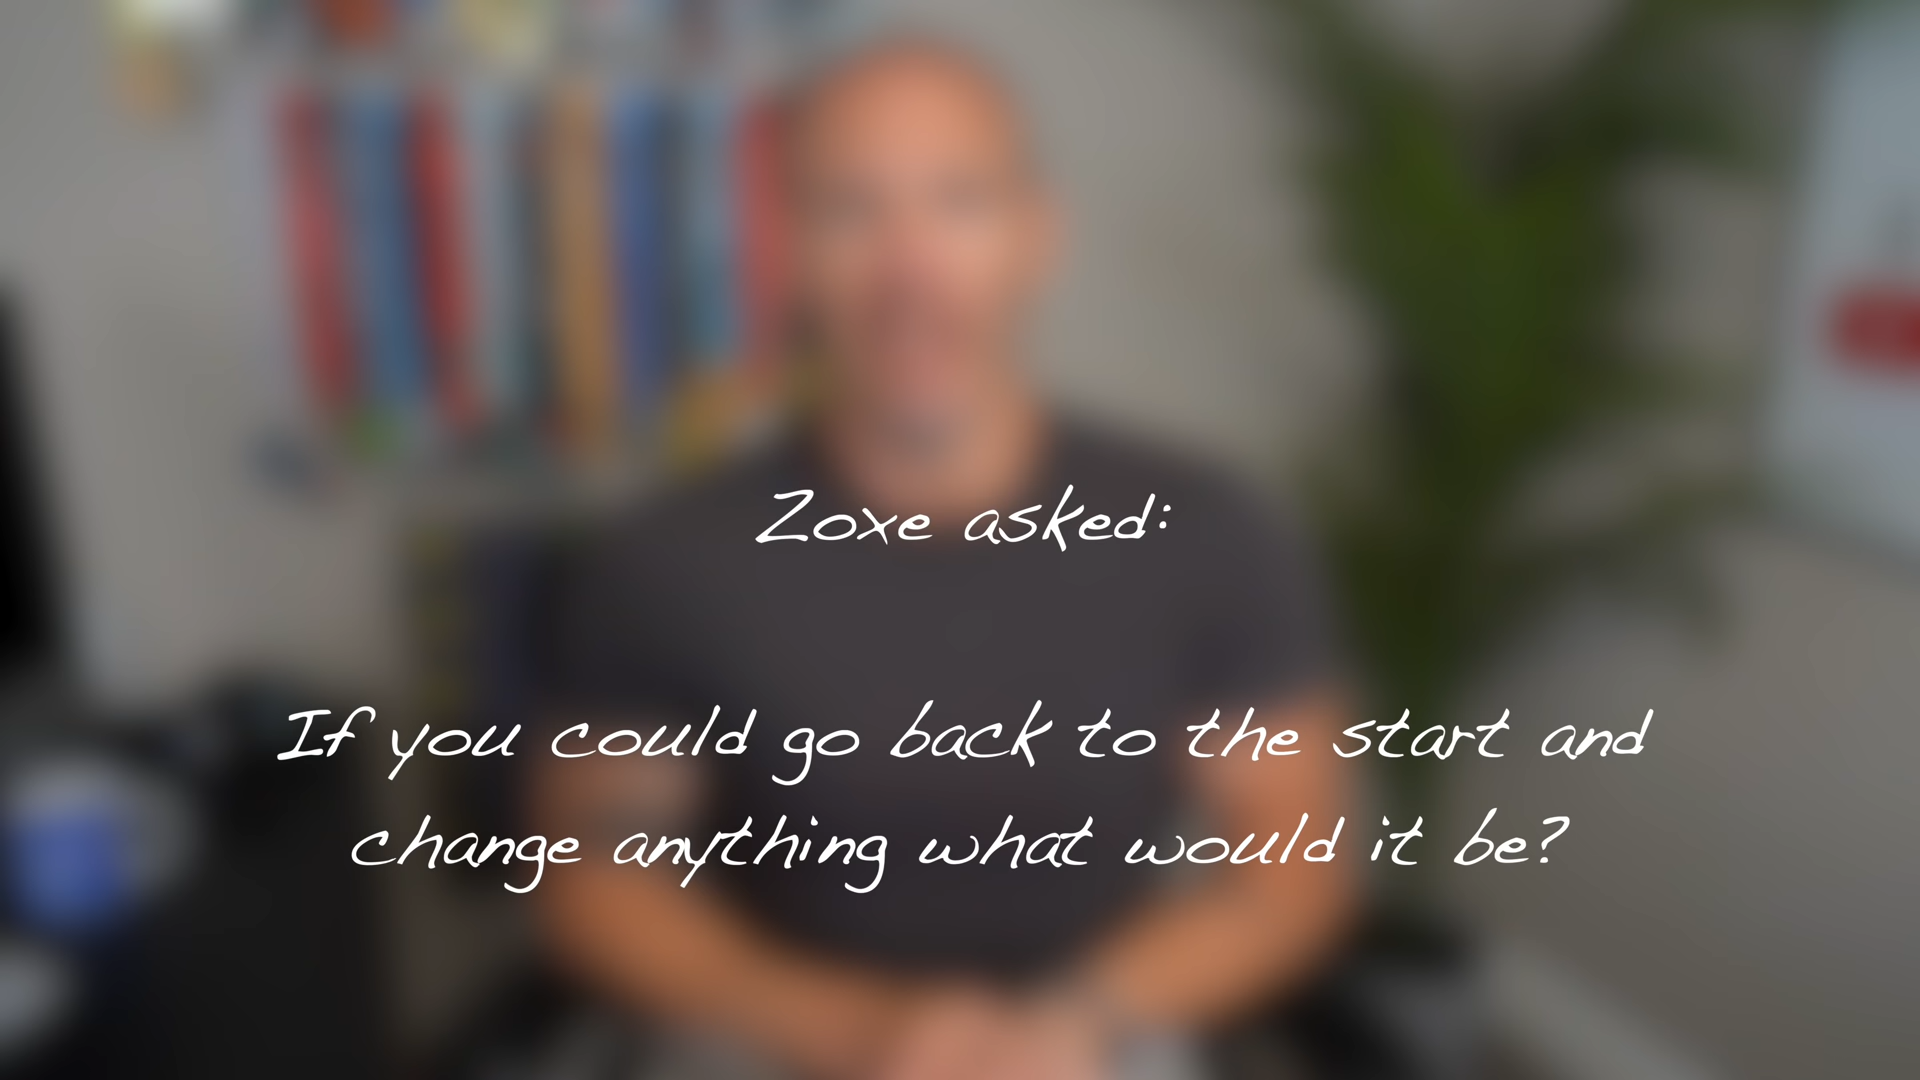 Zoxe asked:
If you could go back to the start and
change anything what would it be?